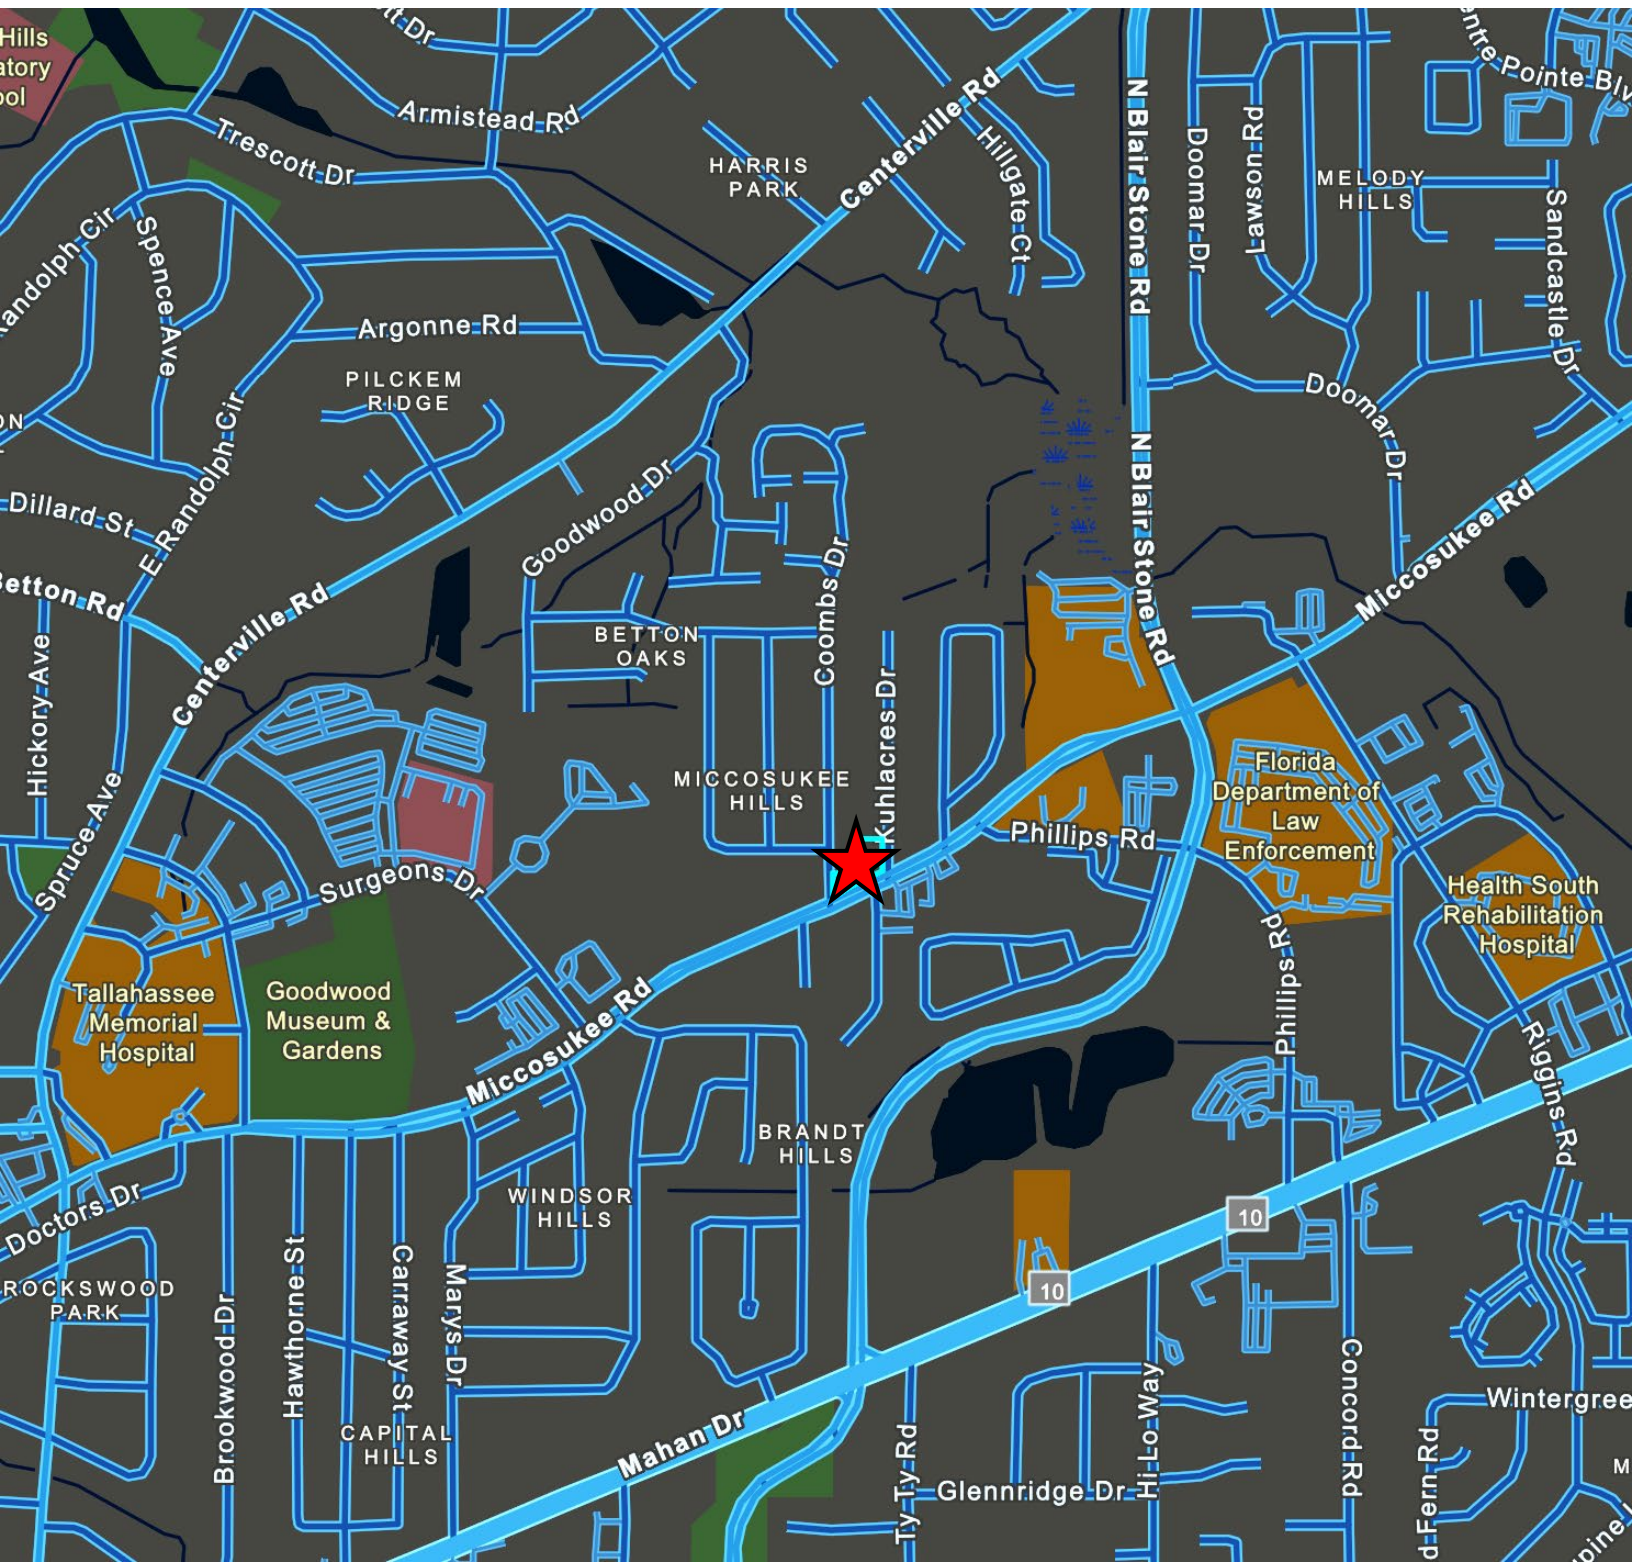 Hills
Centre Pointe Blv
Armistead Rd
Trescott Dr
HARRIS
PARK
Centerville Rd
Hillgate Ct
N Blair Stone Rd
Doomar Dr
Lawson Rd
MELODY
HILLS
Sandcastle Dr
Randolph Cir
Spence Ave
Argonne Rd
PILCKEM
RIDGE
Doomar Dr
E Randolph Cir
Goodwood Dr
N Blair Stone Rd
Miccosukee Rd
Dillard St
Betton Rd
Centerville Rd
Coombs Dr
BETTON
OAKS
Hickory Ave
Kuhlacres Dr
MICCOSUKEE
HILLS
Florida
Department of
Law
Enforcement
Phillips Rd
Spruce Ave
Surgeons Dr
Health South
Rehabilitation
Hospital
Tallahassee
Memorial
Hospital
Goodwood
Museum &
Gardens
Miccosukee Rd
Phillips Rd
Riggins Rd
BRANDT
HILLS
WINDSOR
HILLS
Doctors Dr
10
10
ROCKSWOOD
PARK
Brookwood Dr
Hawthorne St
Carraway St
Marys Dr
CAPITAL
HILLS
Mahan Dr
Ty Ty Rd
Glennridge Dr
Hi Lo Way
Concord Rd
Wintergree
d Fern Rd